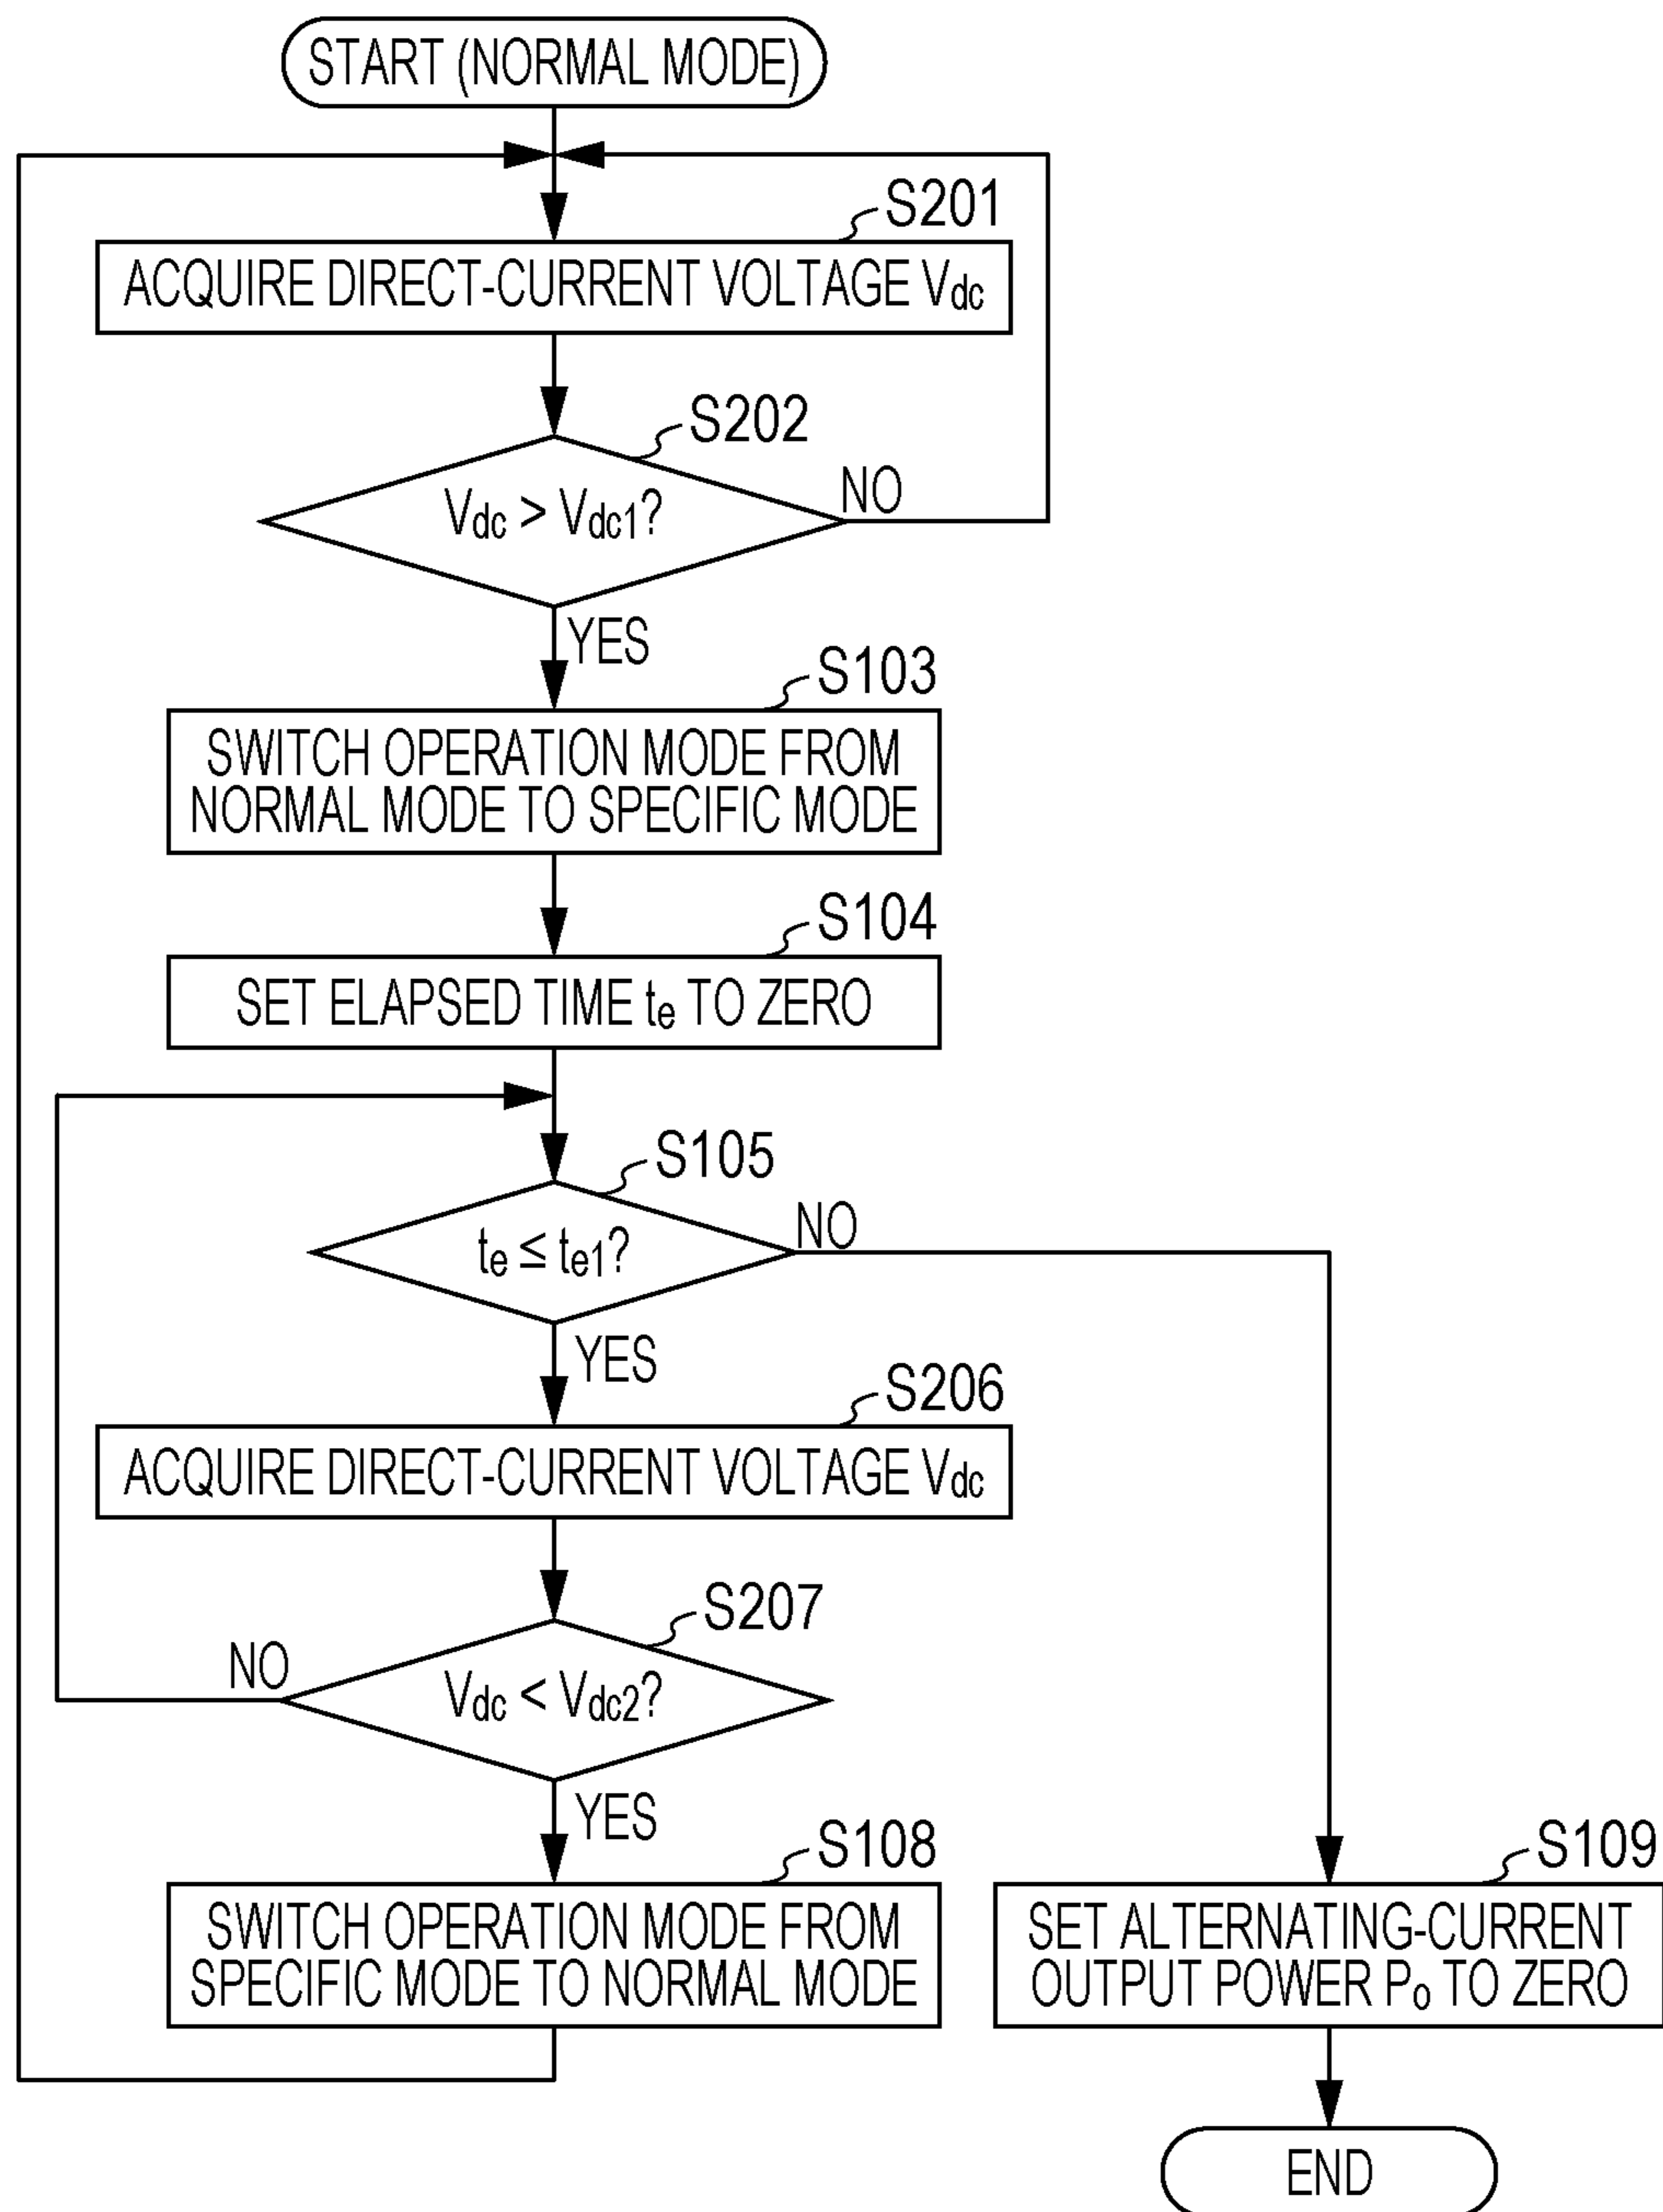 START (NORMAL MODE)
S201
ACQUIRE DIRECT-CURRENT VOLTAGE Vdc
S202
Vdc > Vdc1?
NO
YES
S103
SWITCH OPERATION MODE FROM
NORMAL MODE TO SPECIFIC MODE
S104
SET ELAPSED TIME te TO ZERO
S105
te ≤ te1?
NO
YES
S206
ACQUIRE DIRECT-CURRENT VOLTAGE Vdc
S207
NO
Vdc < Vdc2?
YES
S108
SWITCH OPERATION MODE FROM
SPECIFIC MODE TO NORMAL MODE
S109
SET ALTERNATING-CURRENT
OUTPUT POWER Po TO ZERO
END